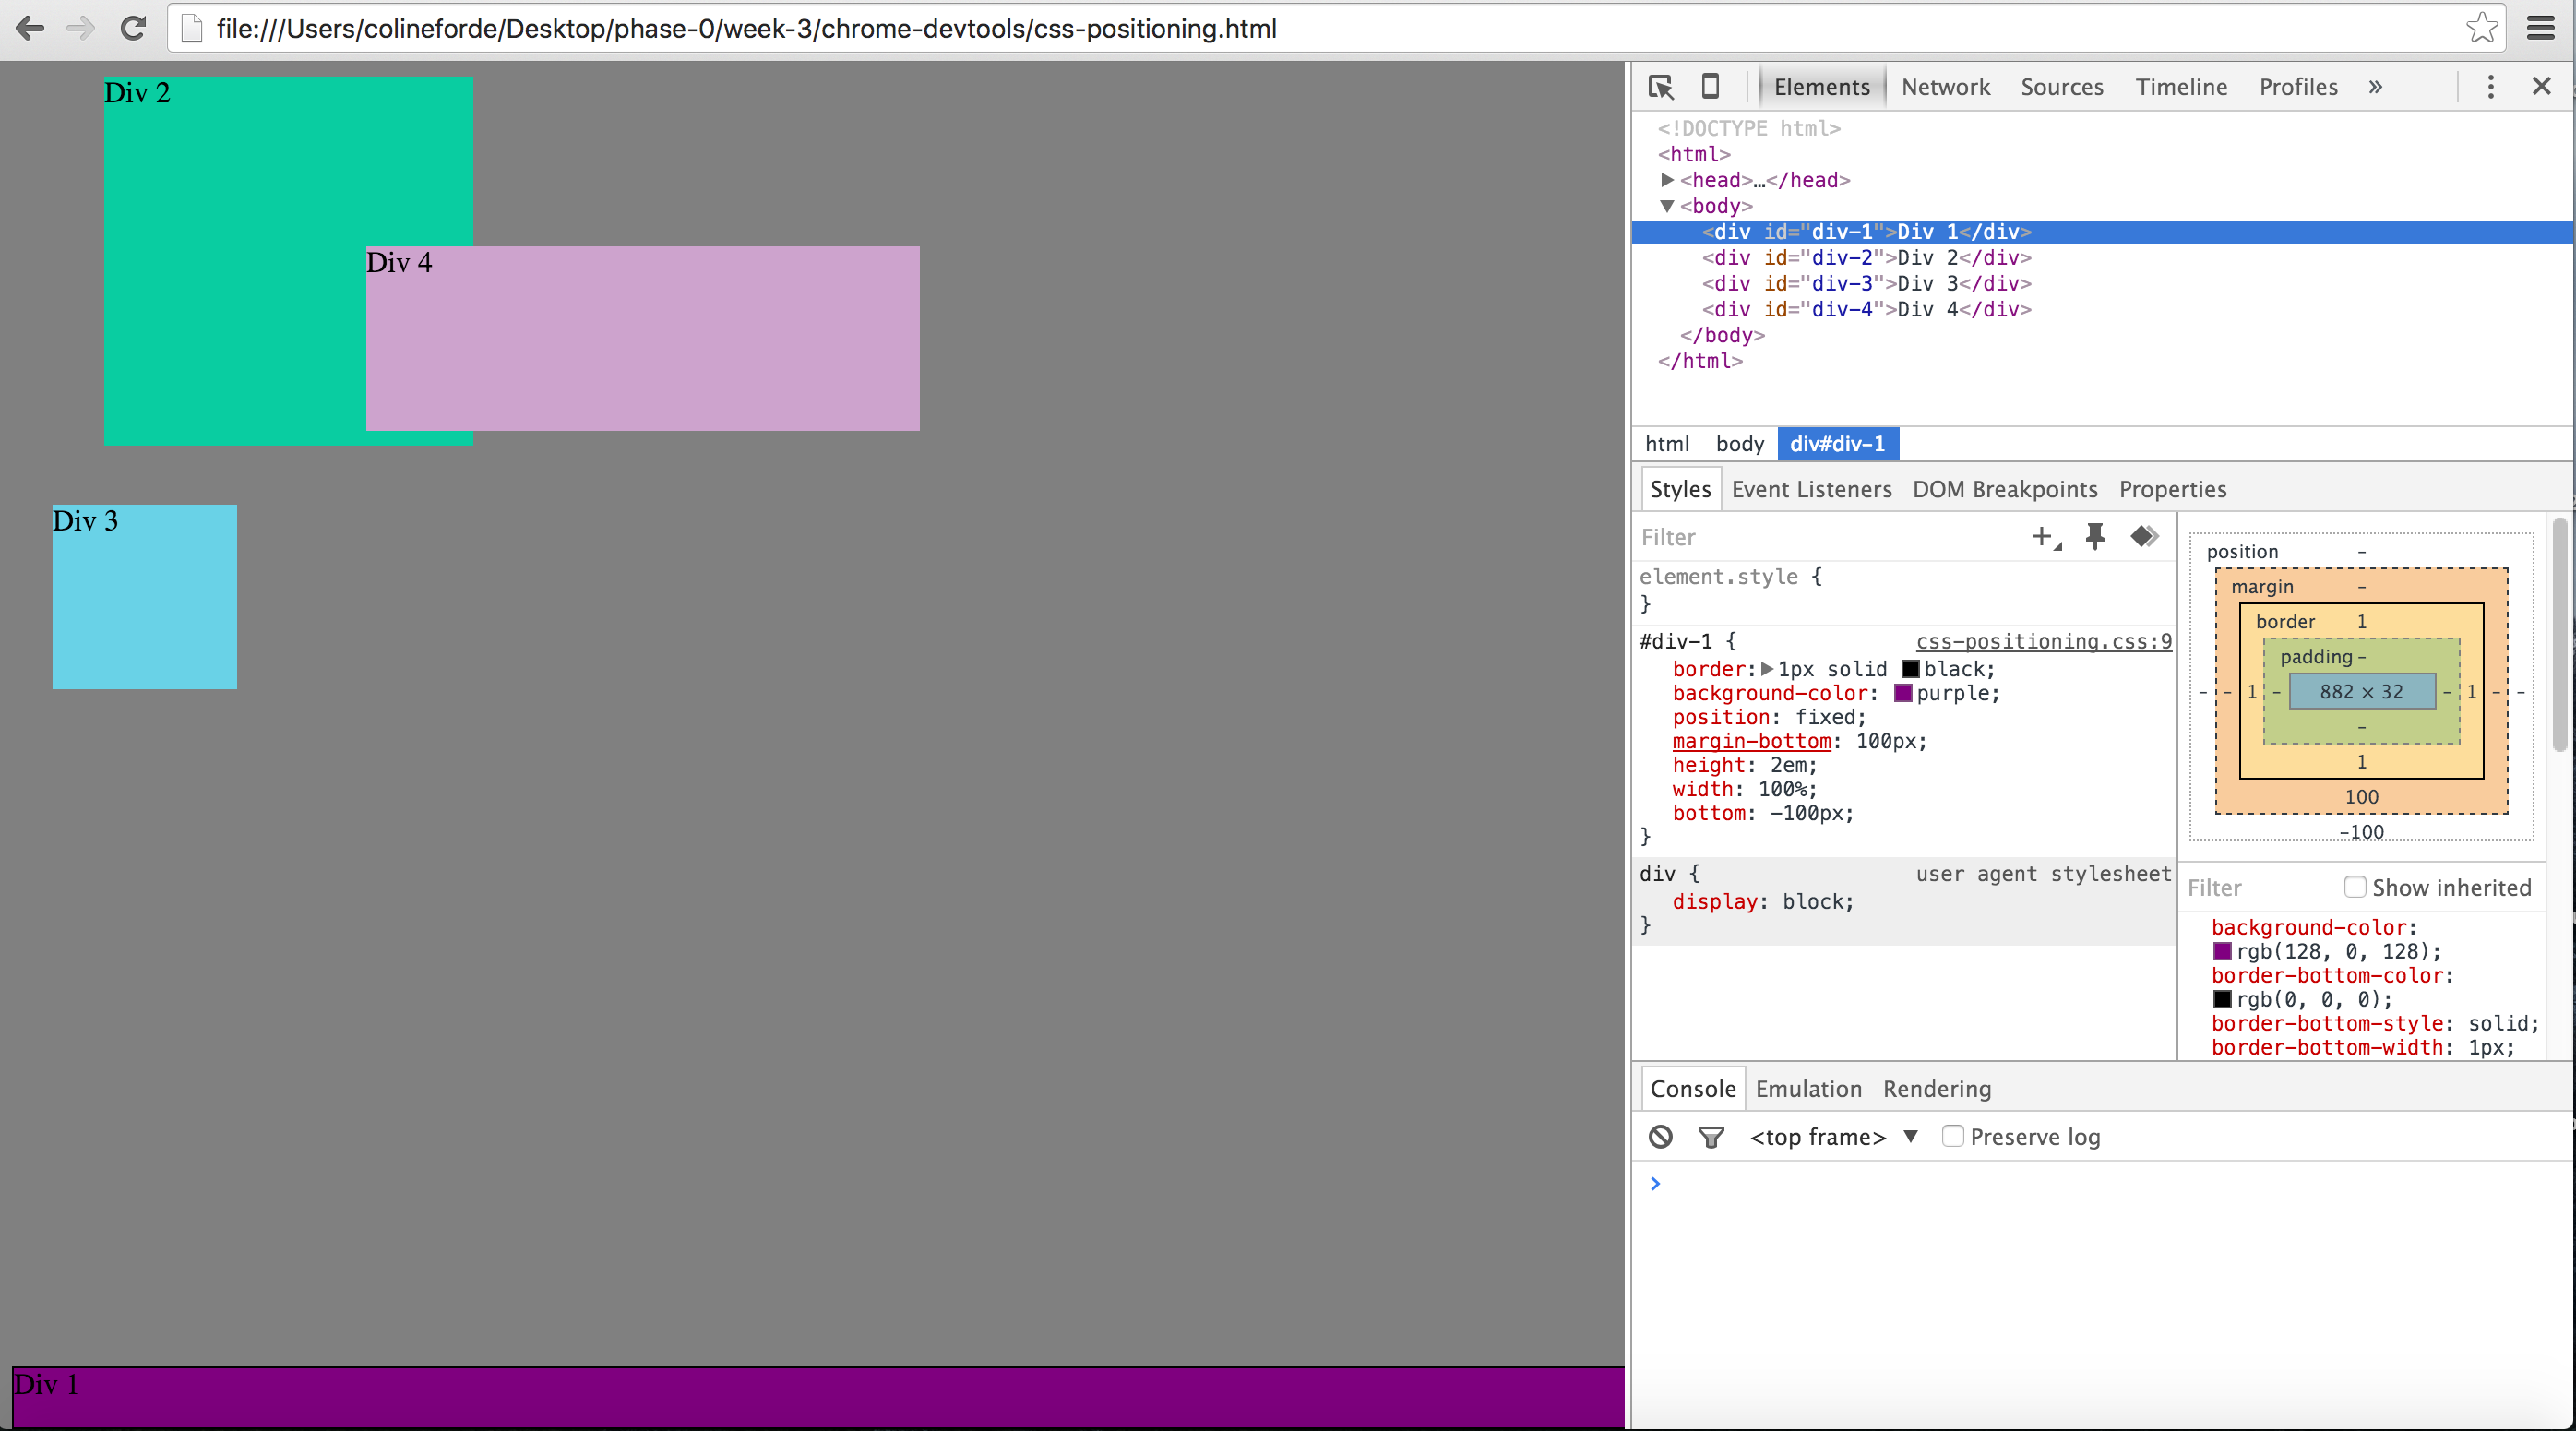 file:///Users/colineforde/Desktop/phase-0/week-3/chrome-devtools/css-positioning.html
Div 2
Div 4
Div 3
Div 1
Elements Network Sources Timeline Profiles »
<!DOCTYPE html>
<html>
▶<head>…</head>
▼<body>
<div id="div-1">Div 1</div>
<div id="div-2">Div 2</div>
<div id="div-3">Div 3</div>
<div id="div-4">Div 4</div>
</body>
</html>
html body div#div-1
Styles Event Listeners DOM Breakpoints Properties
Filter
element.style {
}
#div-1 { css-positioning.css:9
border:▶1px solid black;
background-color: purple;
position: fixed;
margin-bottom: 100px;
height: 2em;
width: 100%;
bottom: -100px;
}
div { user agent stylesheet
display: block;
}
position -
margin -
border 1
padding -
- - 1 - 882 × 32 - 1 - -
-
1
100
-100
Filter Show inherited
background-color:
rgb(128, 0, 128);
border-bottom-color:
rgb(0, 0, 0);
border-bottom-style: solid;
border-bottom-width: 1px;
Console Emulation Rendering
<top frame> ▼ Preserve log
>